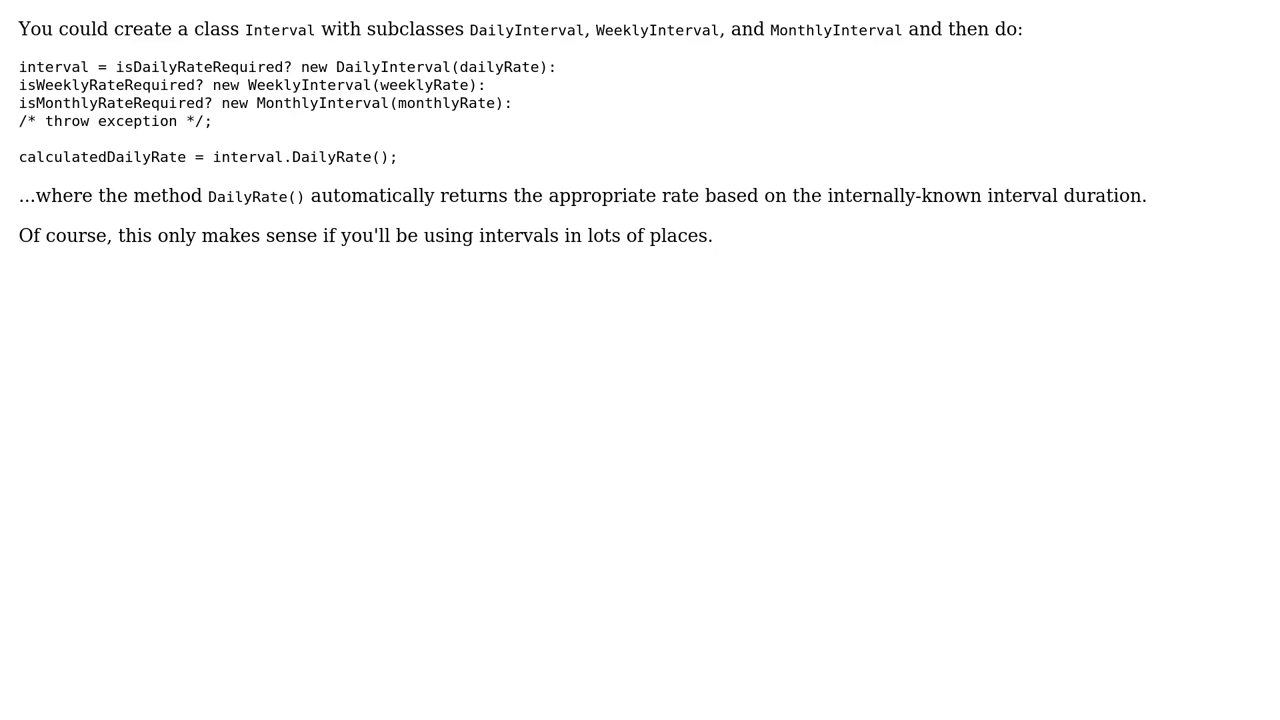 You could create a class Interval with subclasses DailyInterval, WeeklyInterval, and MonthlyInterval and then do:
interval = isDailyRateRequired? new DailyInterval(dailyRate):
isWeeklyRateRequired? new WeeklyInterval(weeklyRate):
isMonthlyRateRequired? new MonthlyInterval(monthlyRate):
/* throw exception */;
calculatedDailyRate = interval.DailyRate();
...where the method DailyRate() automatically returns the appropriate rate based on the internally-known interval duration.
Of course, this only makes sense if you'll be using intervals in lots of places.